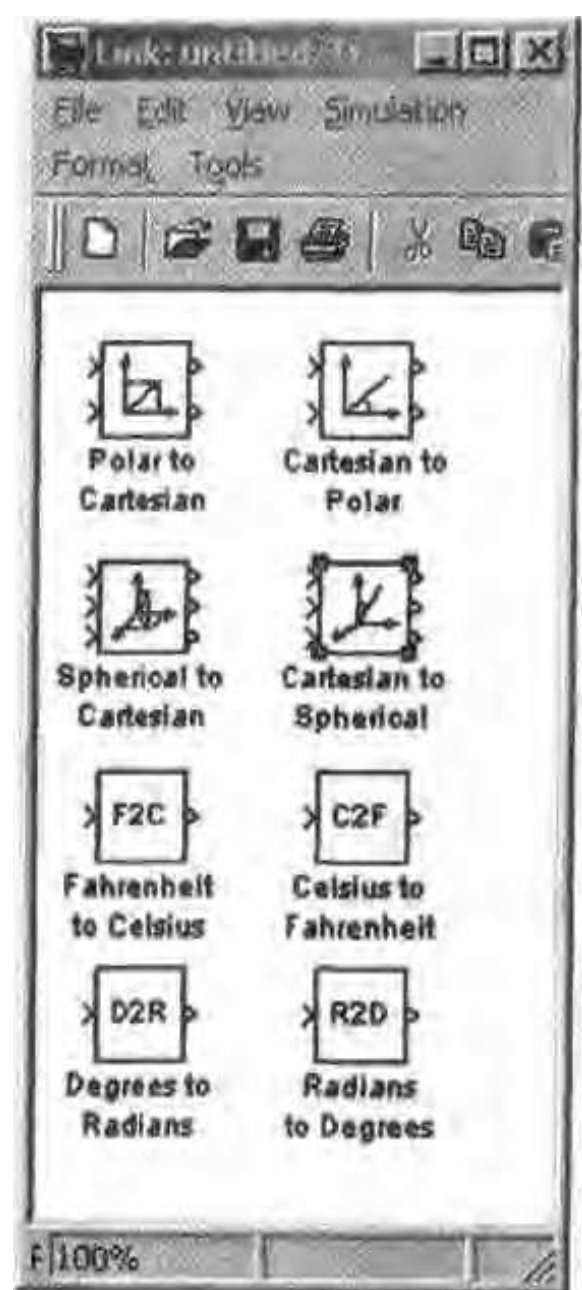 File Edit View Simulation
Format Tools
Polar to
Cartesian
Cartesian to
Polar
Spherical to
Cartesian
Cartesian to
Spherical
F2C
C2F
Fahrenheit
to Celsius
Celsius to
Fahrenheit
D2R
R2D
Degrees to
Radians
Radians
to Degrees
100%